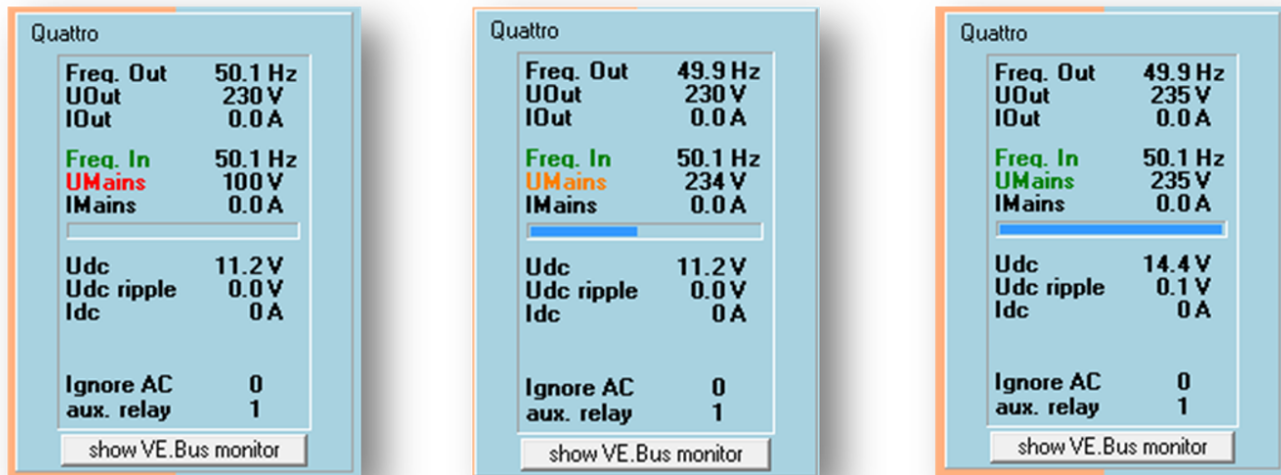 Quattro
Freq. Out 50.1 Hz
UOut 230 V
IOut 0.0 A
Freq. In 50.1 Hz
UMains 100 V
IMains 0.0 A
Udc 11.2 V
Udc ripple 0.0 V
Idc 0 A
Ignore AC 0
aux. relay 1
show VE.Bus monitor
Quattro
Freq. Out 49.9 Hz
UOut 230 V
IOut 0.0 A
Freq. In 50.1 Hz
UMains 234 V
IMains 0.0 A
Udc 11.2 V
Udc ripple 0.0 V
Idc 0 A
Ignore AC 0
aux. relay 1
show VE.Bus monitor
Quattro
Freq. Out 49.9 Hz
UOut 235 V
IOut 0.0 A
Freq. In 50.1 Hz
UMains 235 V
IMains 0.0 A
Udc 14.4 V
Udc ripple 0.1 V
Idc 0 A
Ignore AC 0
aux. relay 1
show VE.Bus monitor